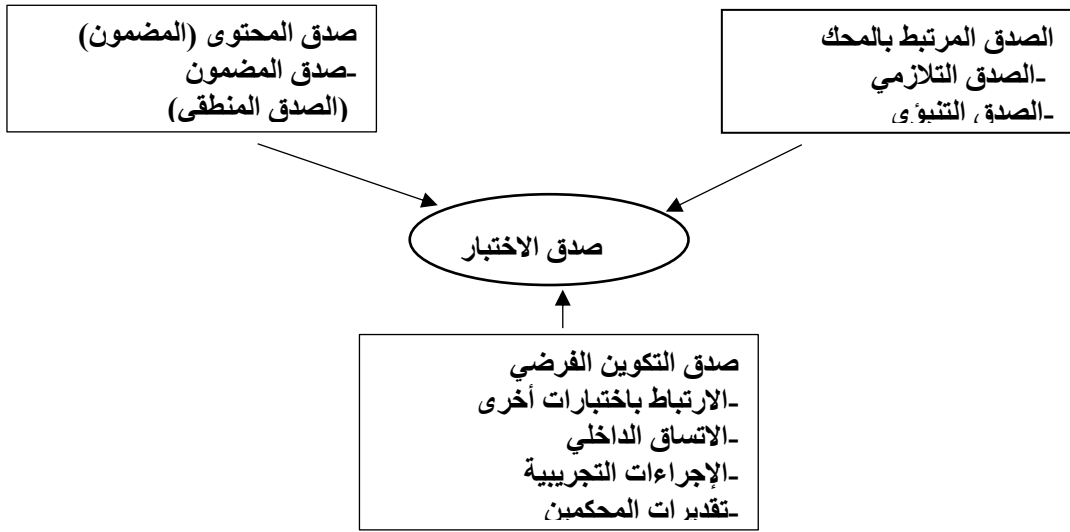 الصدق المرتبط بالمحك
-الصدق التلازمي
-الصدق التنبؤي
صدق المحتوى (المضمون)
-صدق المضمون
(الصدق المنطقي)
صدق الاختبار
صدق التكوين الفرضي
-الارتباط باختبارات أخرى
-الاتساق الداخلي
-الإجراءات التجريبية
-تقديرات المحكمين